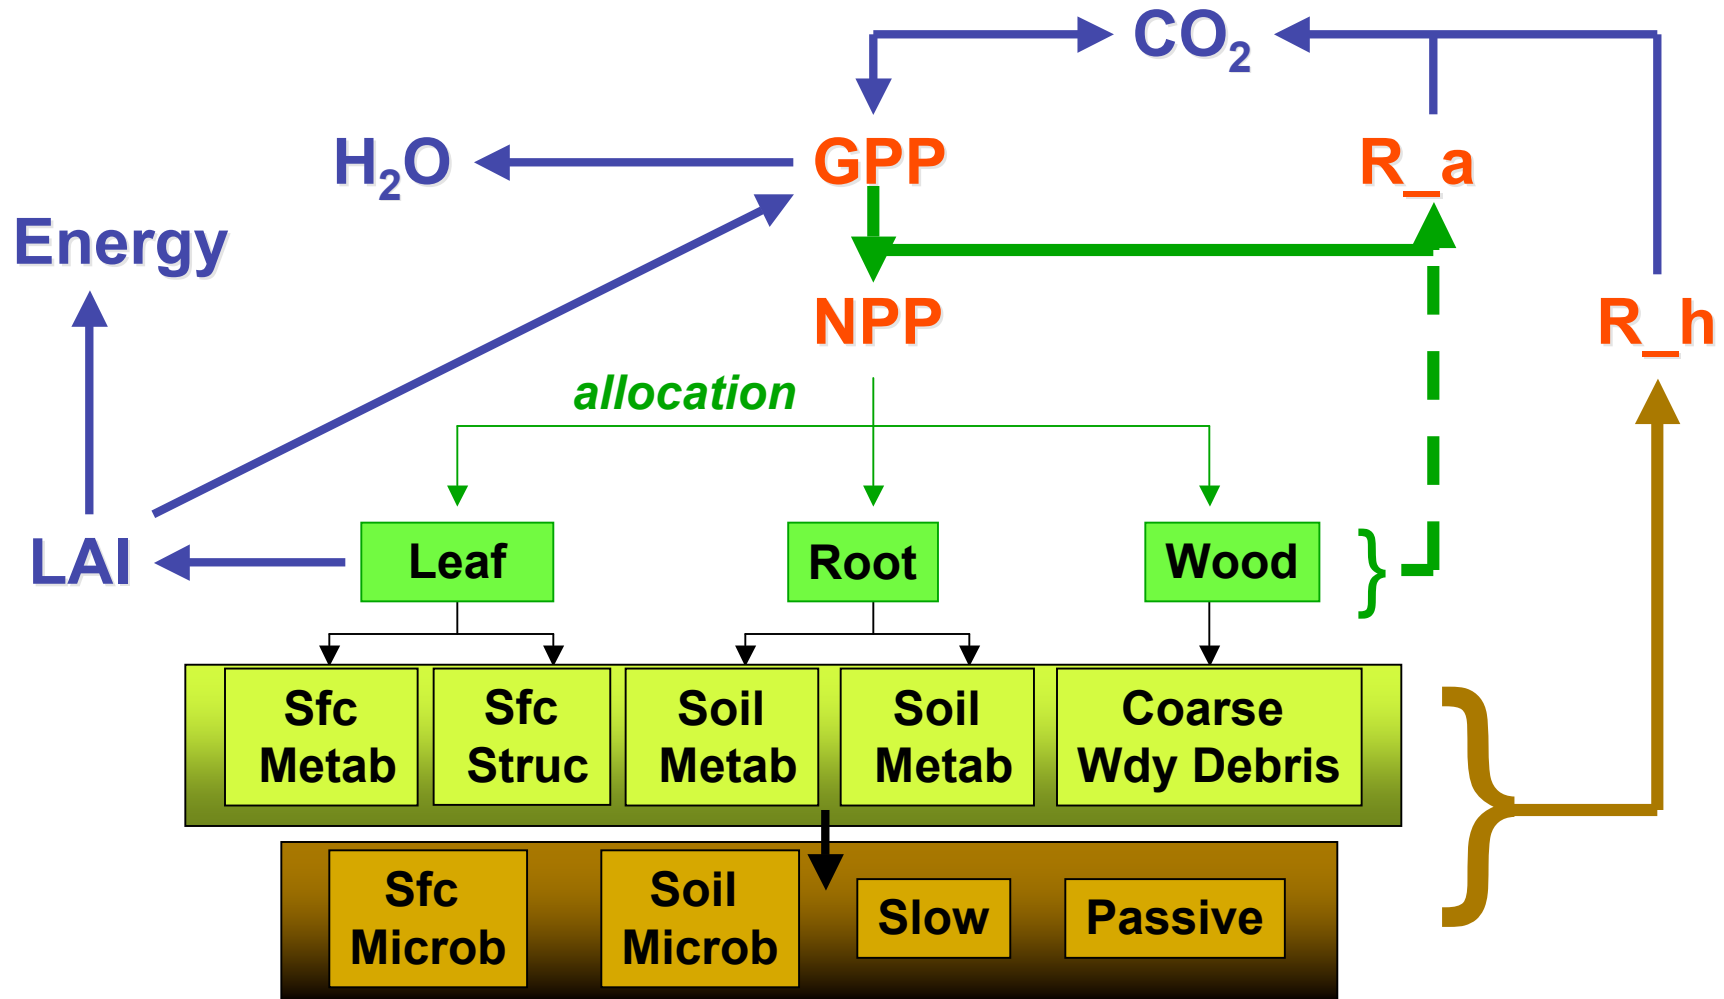 CO₂
H₂O
GPP
R_a
Energy
NPP
R_h
allocation
LAI
Leaf
Root
Wood
}
Sfc
Metab
Sfc
Struc
Soil
Metab
Soil
Metab
Coarse
Wdy Debris
}
Sfc
Microb
Soil
Microb
Slow
Passive